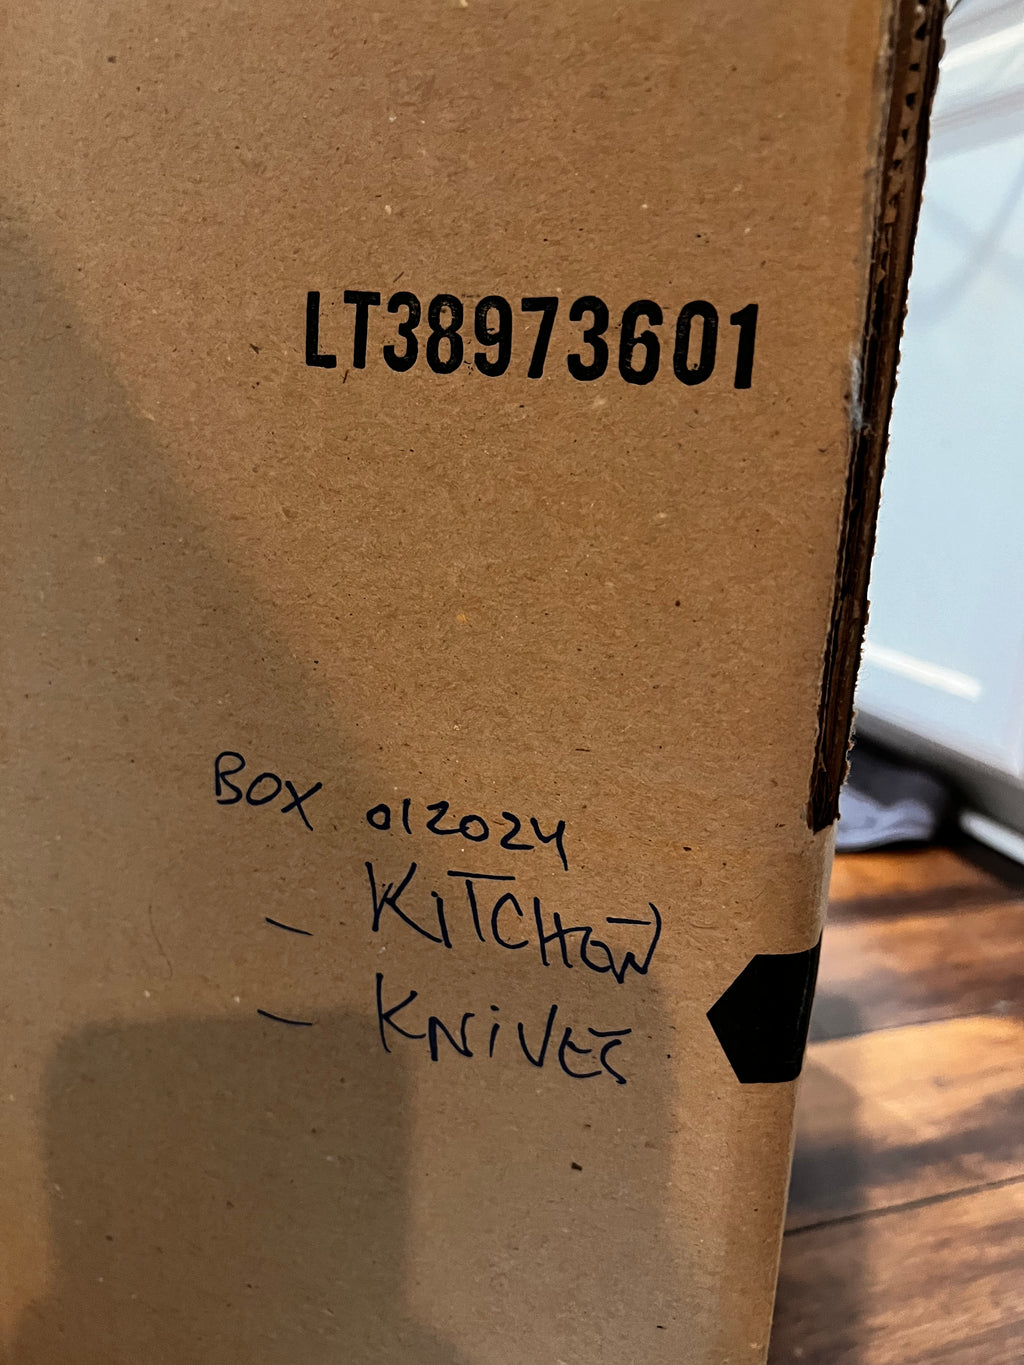 LT38973601
BOX 012024
- KiTCHEN
- KNiVES